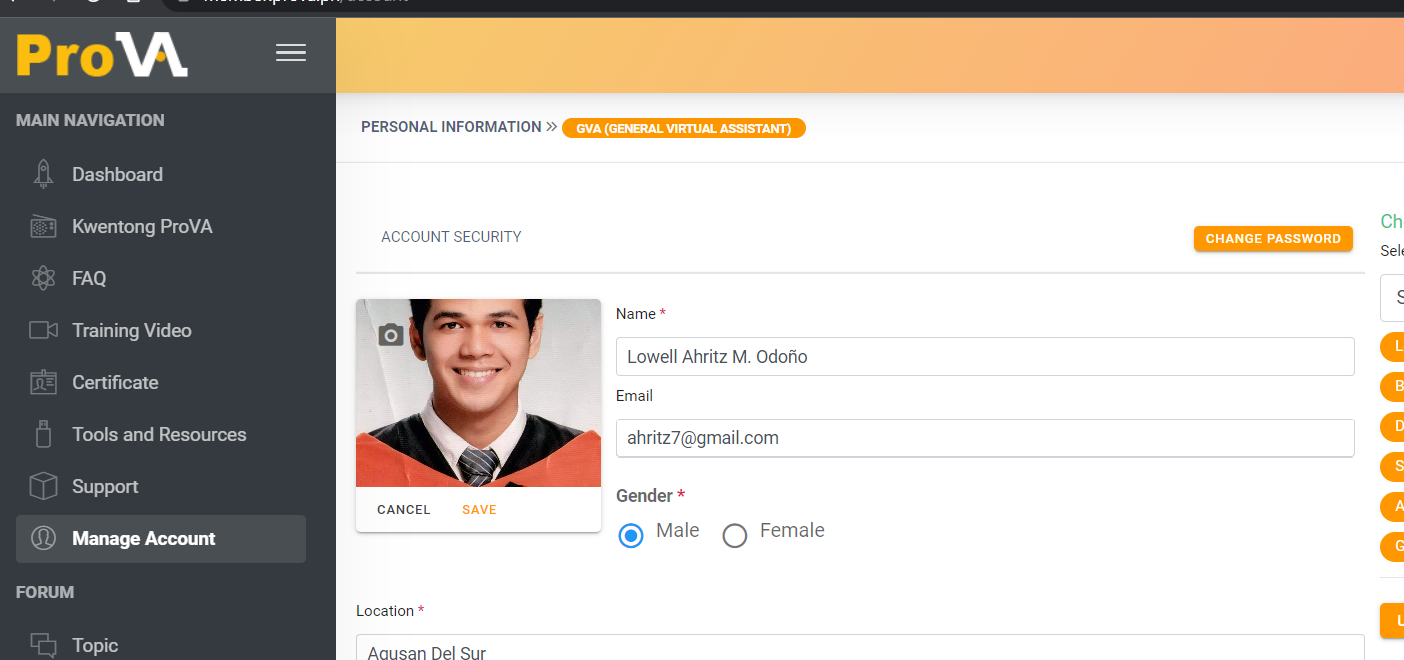 ProVA
MAIN NAVIGATION
Dashboard
Kwentong ProVA
FAQ
Training Video
Certificate
Tools and Resources
Support
Manage Account
FORUM
Topic
PERSONAL INFORMATION » GVA (GENERAL VIRTUAL ASSISTANT)
ACCOUNT SECURITY
CHANGE PASSWORD
CANCEL SAVE
Name *
Lowell Ahritz M. Odoño
Email
ahritz7@gmail.com
Gender *
Male Female
Location *
Agusan Del Sur